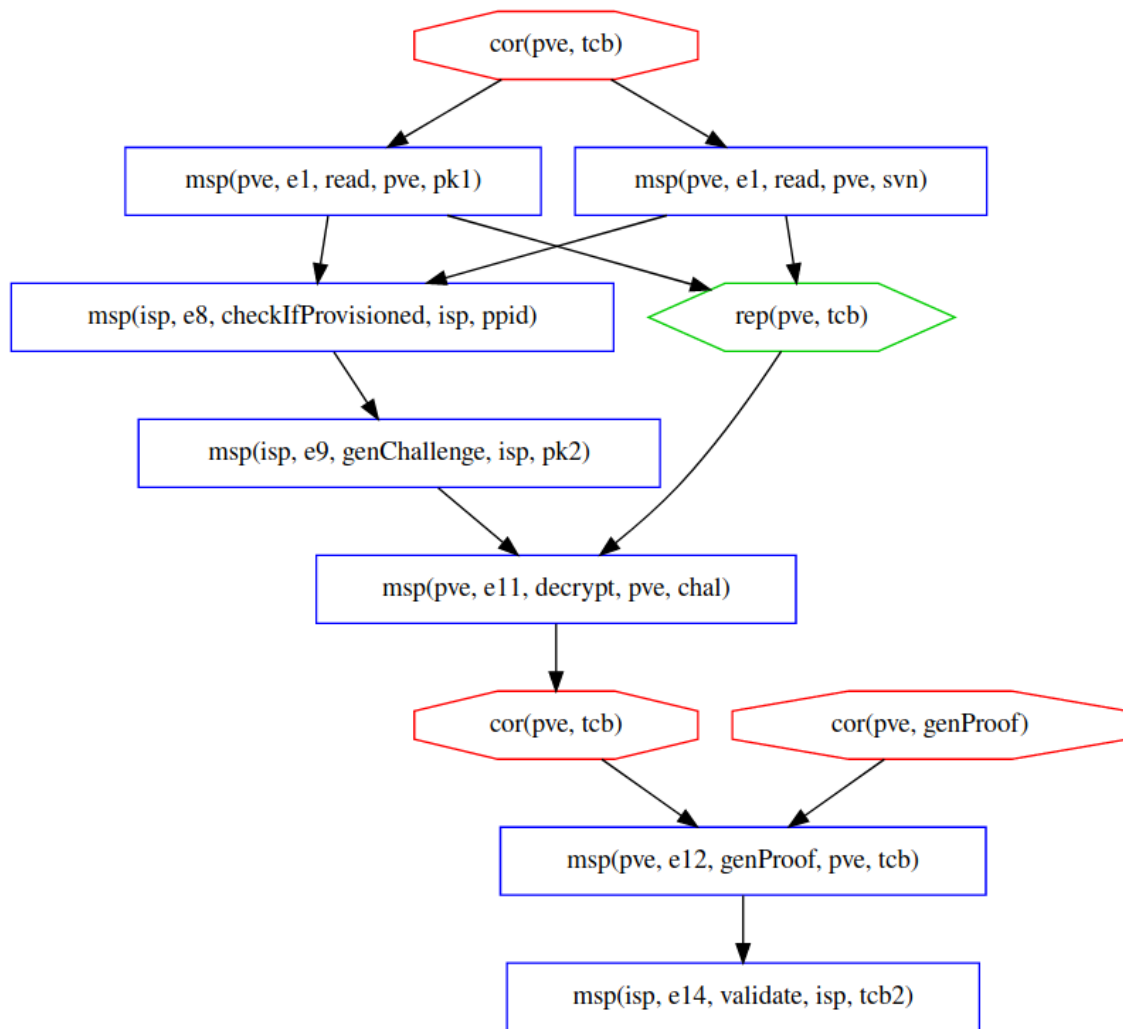 cor(pve, tcb)
msp(pve, e1, read, pve, pk1)
msp(pve, e1, read, pve, svn)
msp(isp, e8, checkIfProvisioned, isp, ppid)
rep(pve, tcb)
msp(isp, e9, genChallenge, isp, pk2)
msp(pve, e11, decrypt, pve, chal)
cor(pve, tcb)
cor(pve, genProof)
msp(pve, e12, genProof, pve, tcb)
msp(isp, e14, validate, isp, tcb2)